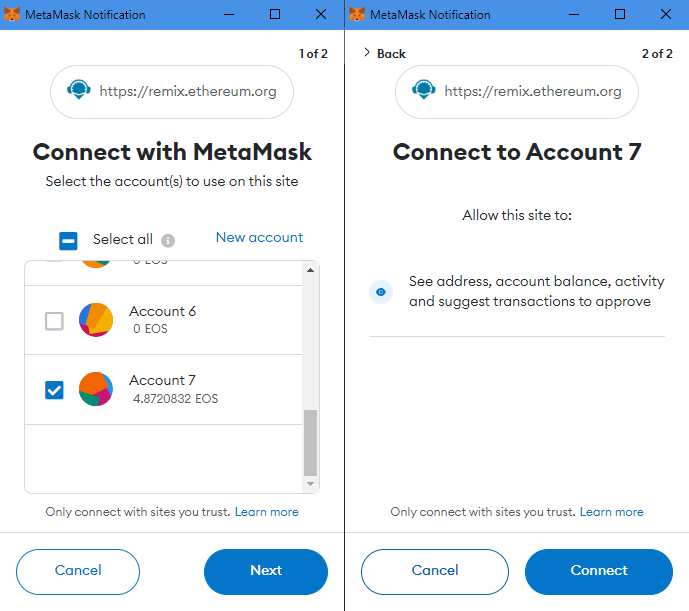 MetaMask Notification
1 of 2
https://remix.ethereum.org
Connect with MetaMask
Select the account(s) to use on this site
Select all
New account
0 EOS
Account 6
0 EOS
Account 7
4.8720832 EOS
Only connect with sites you trust. Learn more
Cancel
Next
MetaMask Notification
Back
2 of 2
https://remix.ethereum.org
Connect to Account 7
Allow this site to:
See address, account balance, activity
and suggest transactions to approve
Only connect with sites you trust. Learn more
Cancel
Connect